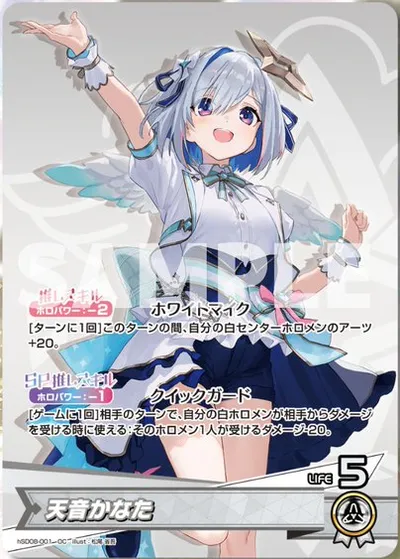 SAMPLE
推しスキル
ホロパワー:-2
ホワイトマイク
[ターンに1回]このターンの間、自分の白センターホロメンのアーツ
+20。
SP推しスキル
ホロパワー:-1
クイックガード
[ゲームに1回]相手のターンで、自分の白ホロメンが相手からダメージ
を受ける時に使える:そのホロメン1人が受けるダメージ-20。
LIFE 5
天音かなた
hSD08-001 OC illust.:松尾